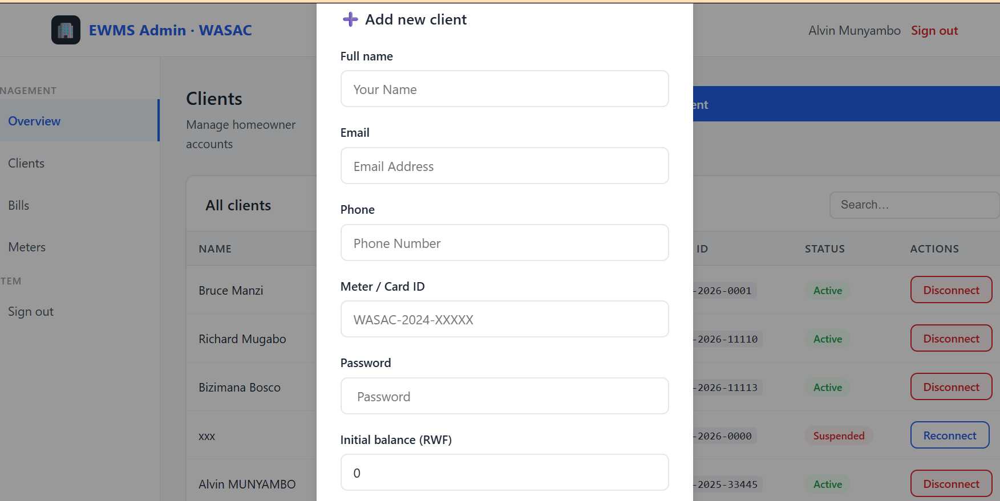 EWMS Admin · WASAC
Alvin Munyambo Sign out
NAGEMENT
Overview
Clients
Bills
Meters
TEM
Sign out
Clients
Manage homeowner
accounts
ent
All clients
Search...
NAME ID STATUS ACTIONS
Bruce Manzi -2026-0001 Active Disconnect
Richard Mugabo -2026-11110 Active Disconnect
Bizimana Bosco -2026-11113 Active Disconnect
xxx -2026-0000 Suspended Reconnect
Alvin MUNYAMBO -2025-33445 Active Disconnect
Add new client
Full name
Your Name
Email
Email Address
Phone
Phone Number
Meter / Card ID
WASAC-2024-XXXXX
Password
Password
Initial balance (RWF)
0